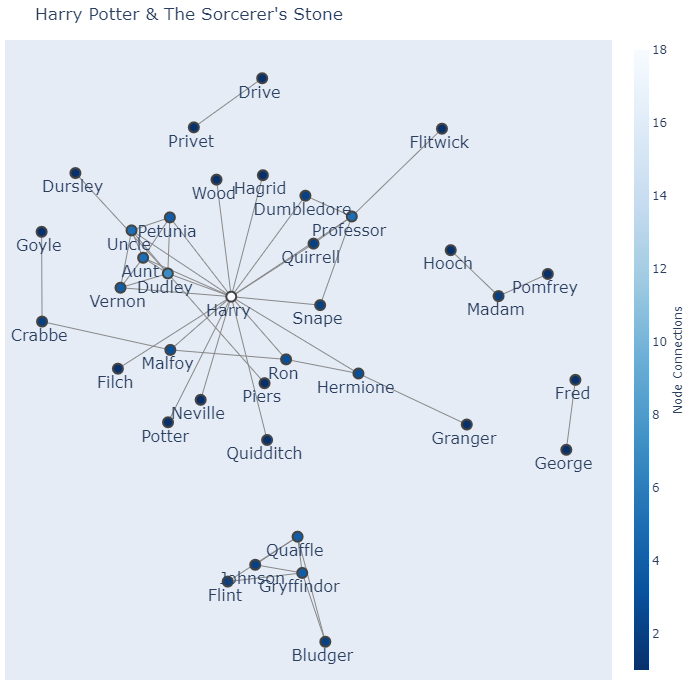 Harry Potter & The Sorcerer's Stone
18
Drive
Privet
Flitwick
16
Dursley
Wood
Hagrid
Dumbledore
14
Petunia
Professor
Goyle
Uncle
Quirrell
Hooch
Aunt
12
Dudley
Pomfrey
Vernon
Harry
Madam
Snape
Crabbe
10
Malfoy
Ron
Filch
Hermione
Piers
Fred
Node Connections
Neville
8
Potter
Granger
Quidditch
George
6
Quaffle
4
Johnson
Gryffindor
Flint
2
Bludger